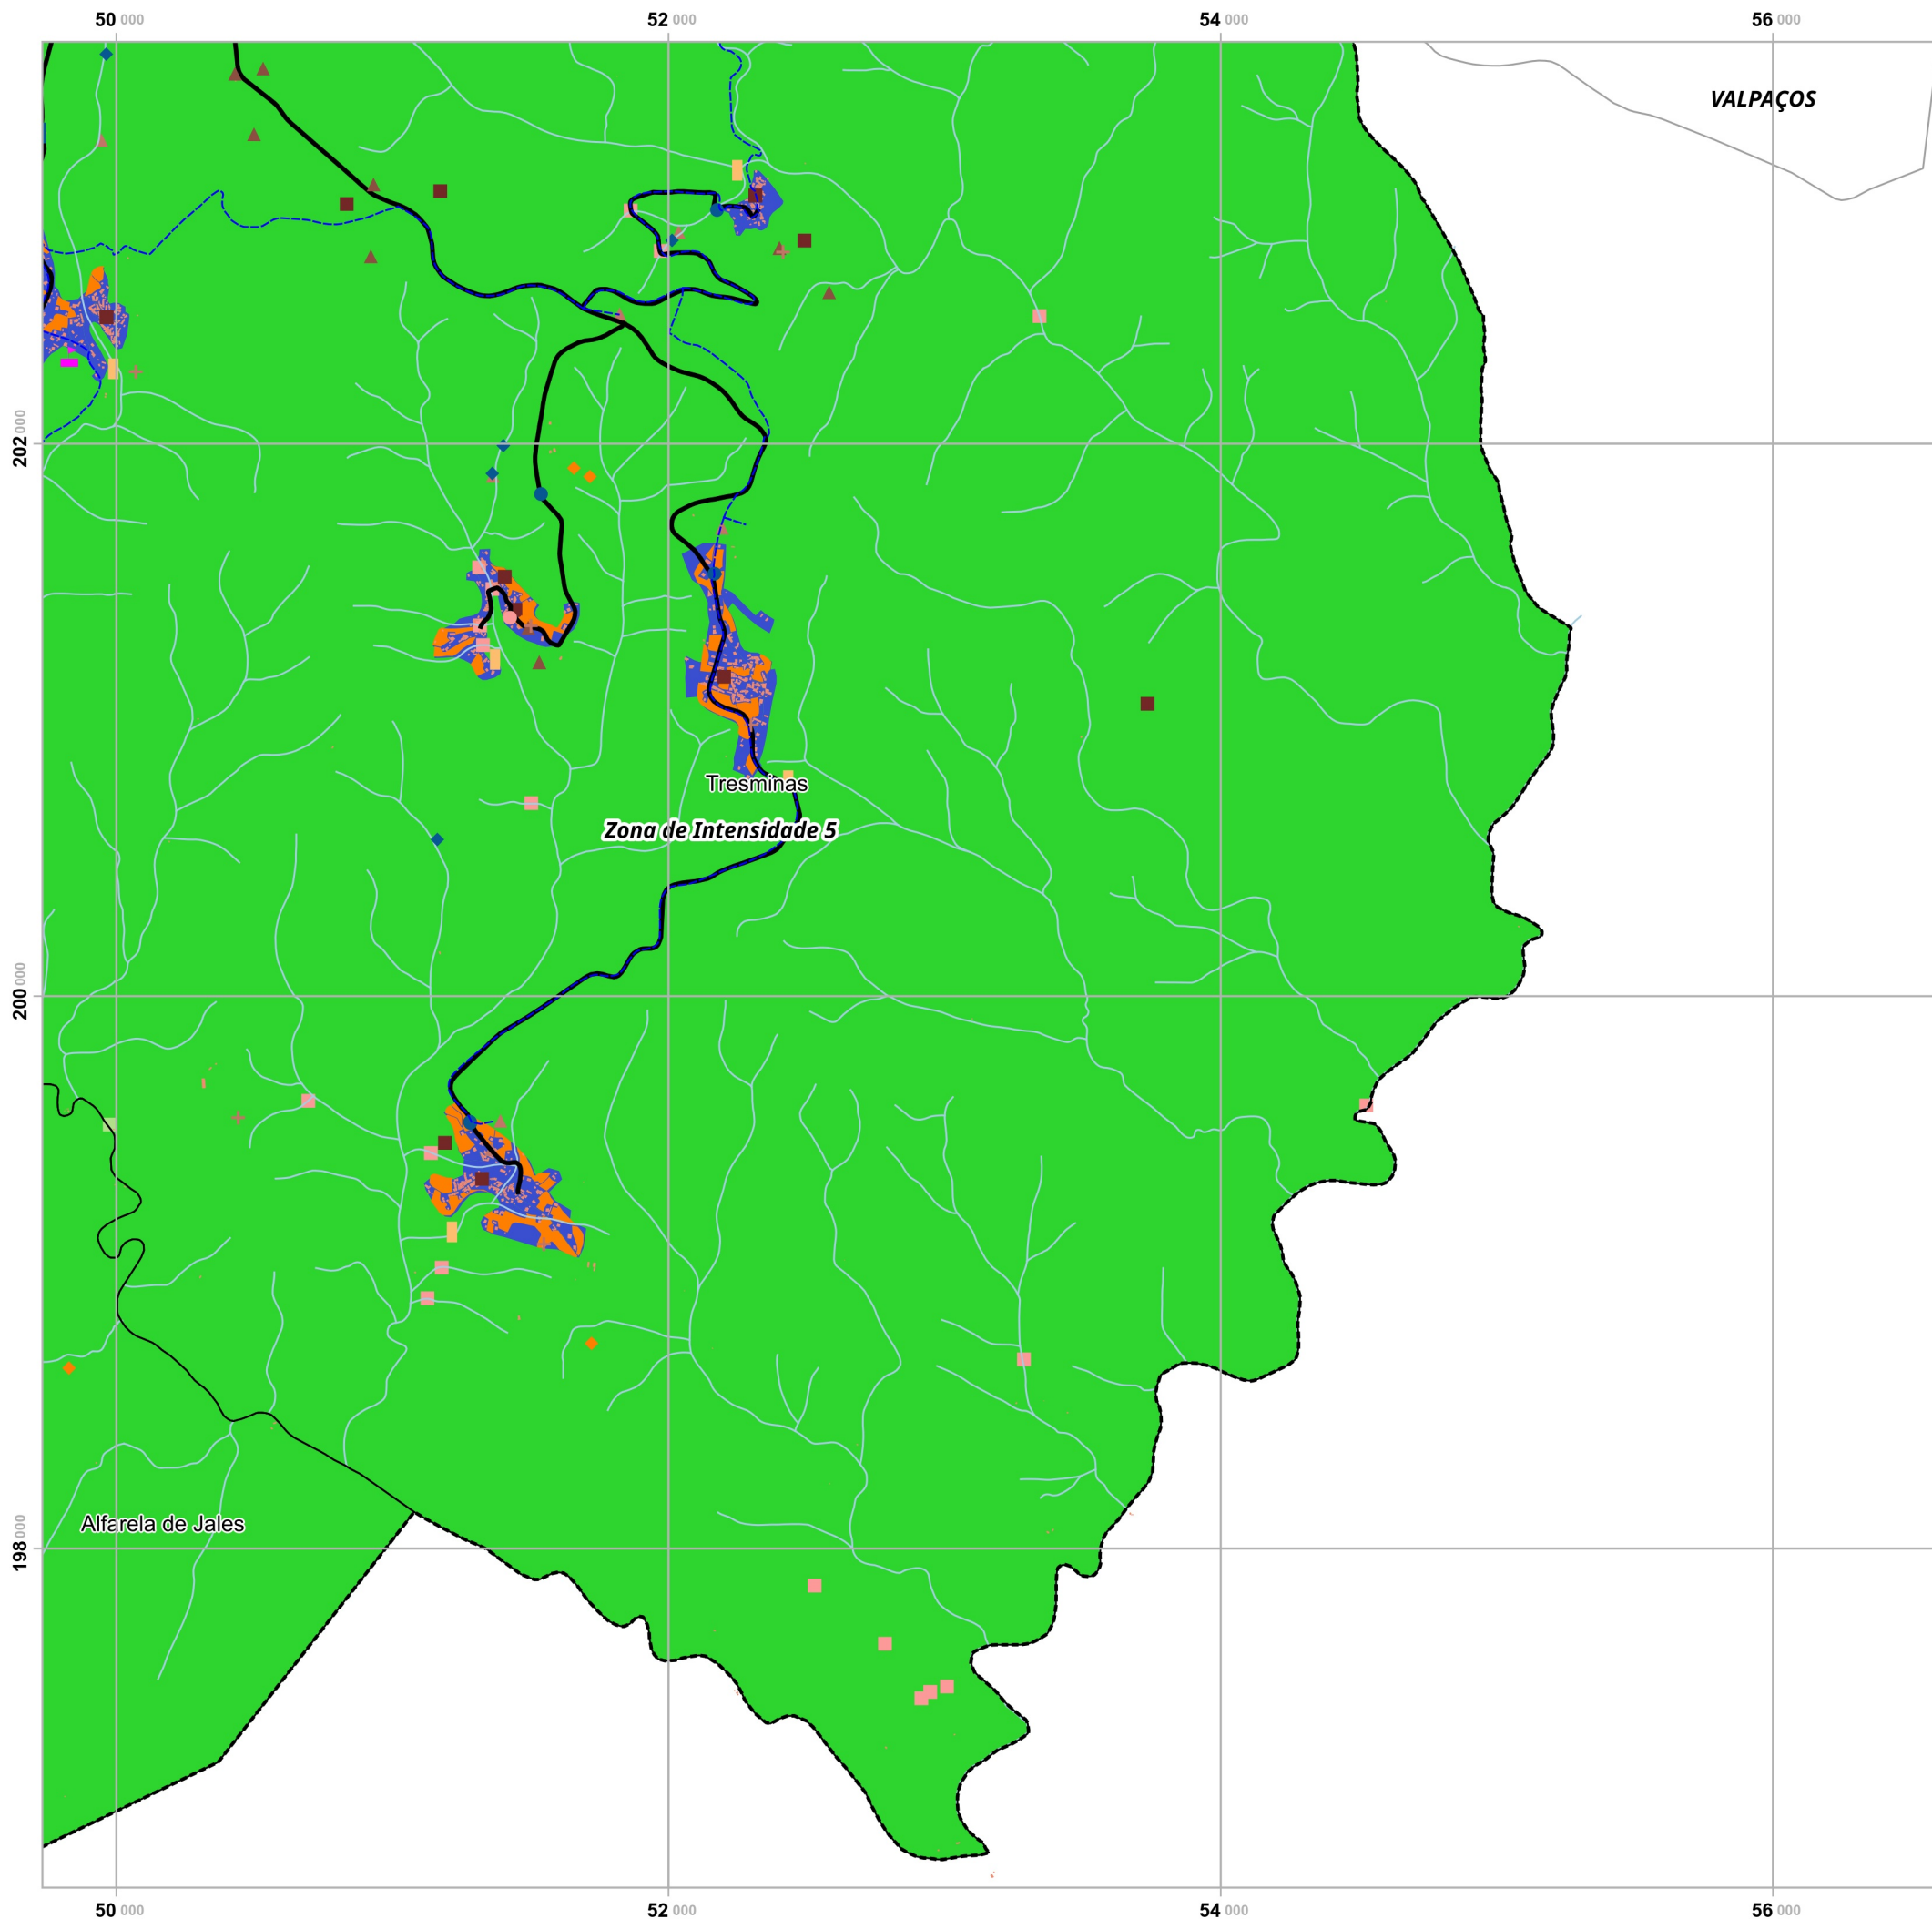 50 000 52 000 54 000 56 000
VALPAÇOS
202 000
Tresminas
Zona de Intensidade 5
200 000
Alfarela de Jales
198 000
50 000 52 000 54 000 56 000